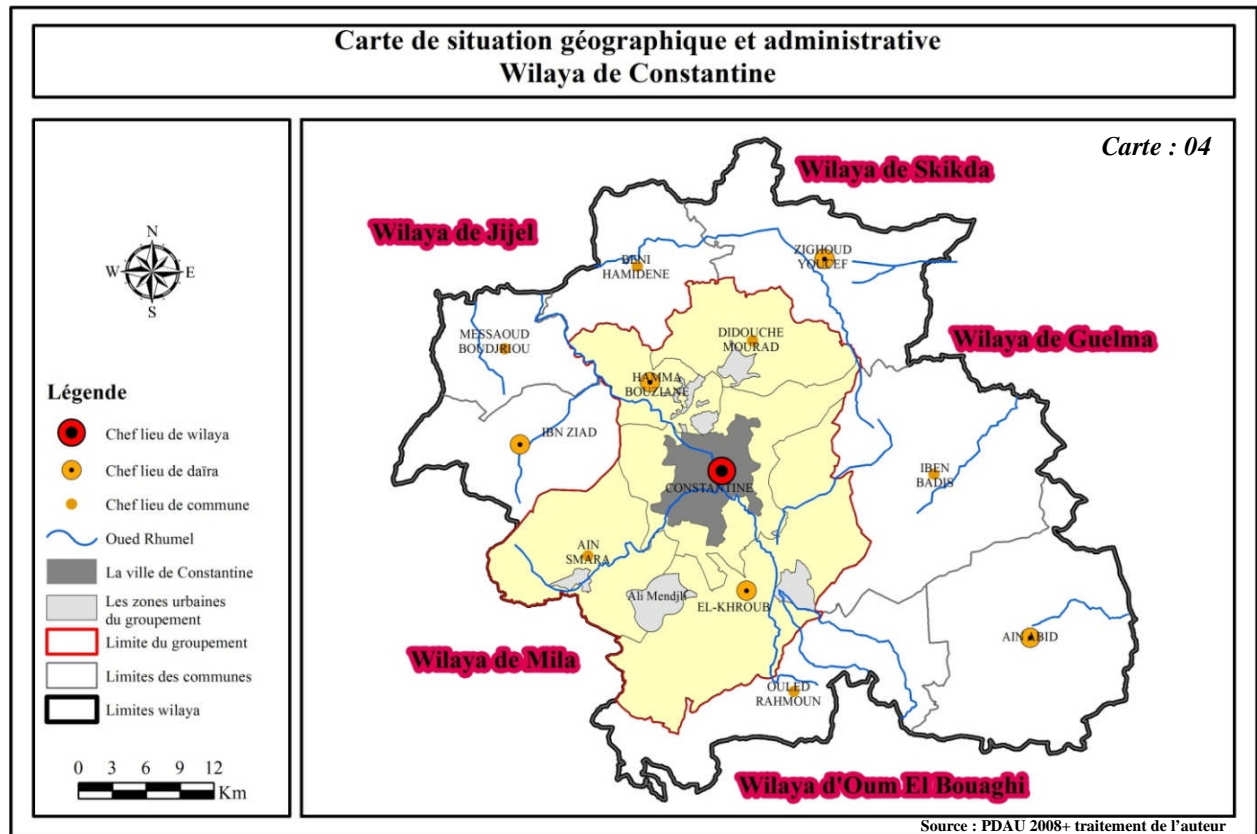 Carte de situation géographique et administrative
Wilaya de Constantine
Carte : 04
Wilaya de Skikda
Wilaya de Jijel
ZIGHOUD
YOUCEF
BENI
HAMIDENE
MESSAOUD
BOUDJRIOU
DIDOUCHE
MOURAD
Wilaya de Guelma
HAMMA
BOUZIANE
IBN ZIAD
IBEN
BADIS
CONSTANTINE
AIN
SMARA
Ali Mendjli
EL-KHROUB
AIN ABID
Wilaya de Mila
OULED
RAHMOUN
Wilaya d'Oum El Bouaghi
N
W
E
S
Légende
Chef lieu de wilaya
Chef lieu de daïra
Chef lieu de commune
Oued Rhumel
La ville de Constantine
Les zones urbaines
du groupement
Limite du groupement
Limites des communes
Limites wilaya
0 3 6 9 12
Km
Source : PDAU 2008+ traitement de l'auteur